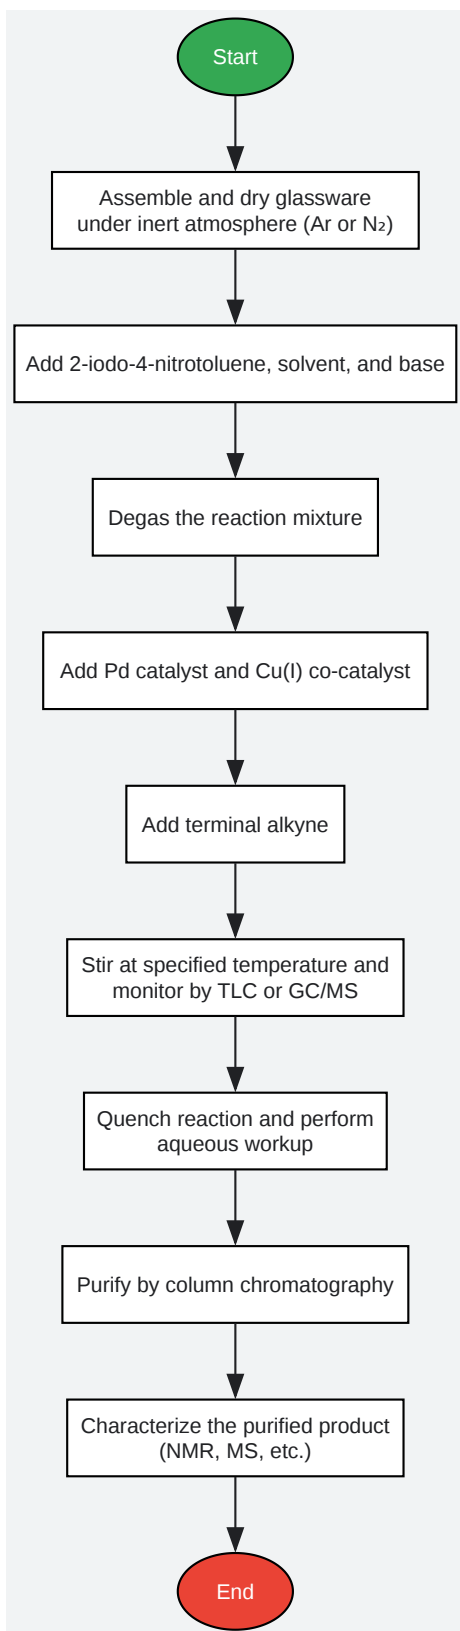 Start
Assemble and dry glassware
under inert atmosphere (Ar or N₂)
Add 2-iodo-4-nitrotoluene, solvent, and base
Degas the reaction mixture
Add Pd catalyst and Cu(I) co-catalyst
Add terminal alkyne
Stir at specified temperature and
monitor by TLC or GC/MS
Quench reaction and perform
aqueous workup
Purify by column chromatography
Characterize the purified product
(NMR, MS, etc.)
End